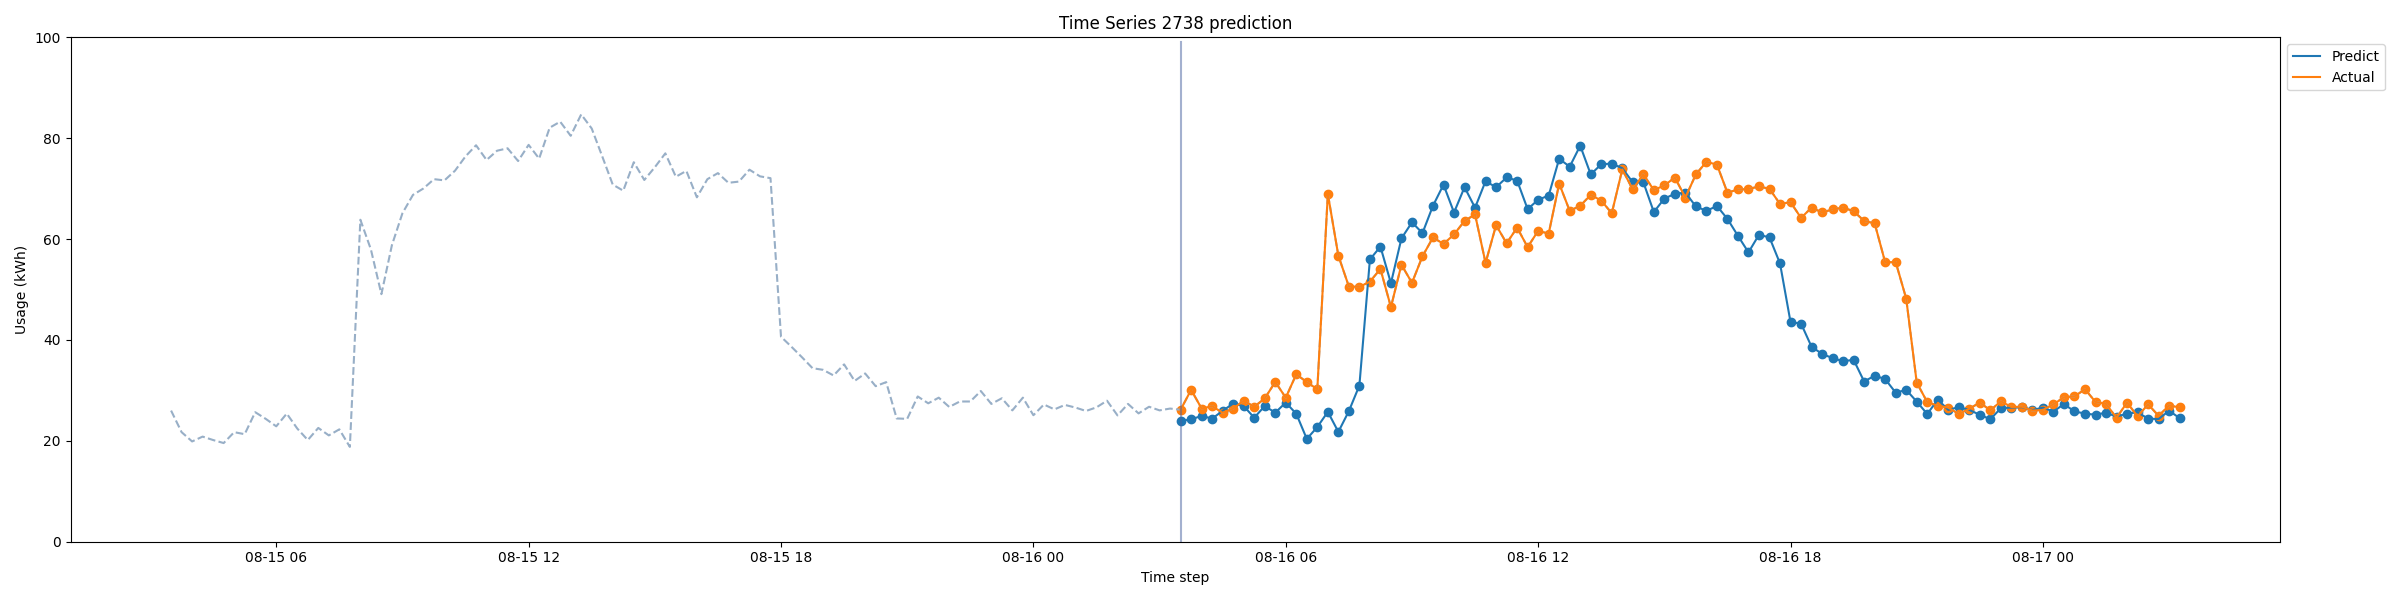 Time Series 2738 prediction
Predict
Actual
100
80
60
40
20
0
Usage (kWh)
08-15 06
08-15 12
08-15 18
08-16 00
08-16 06
08-16 12
08-16 18
08-17 00
Time step